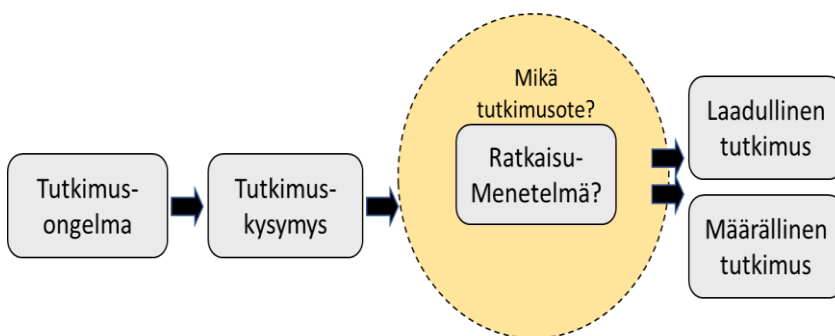 Tutkimus-
ongelma
Tutkimus-
kysymys
Mikä
tutkimusote?
Ratkaisu-
Menetelmä?
Laadullinen
tutkimus
Määrällinen
tutkimus